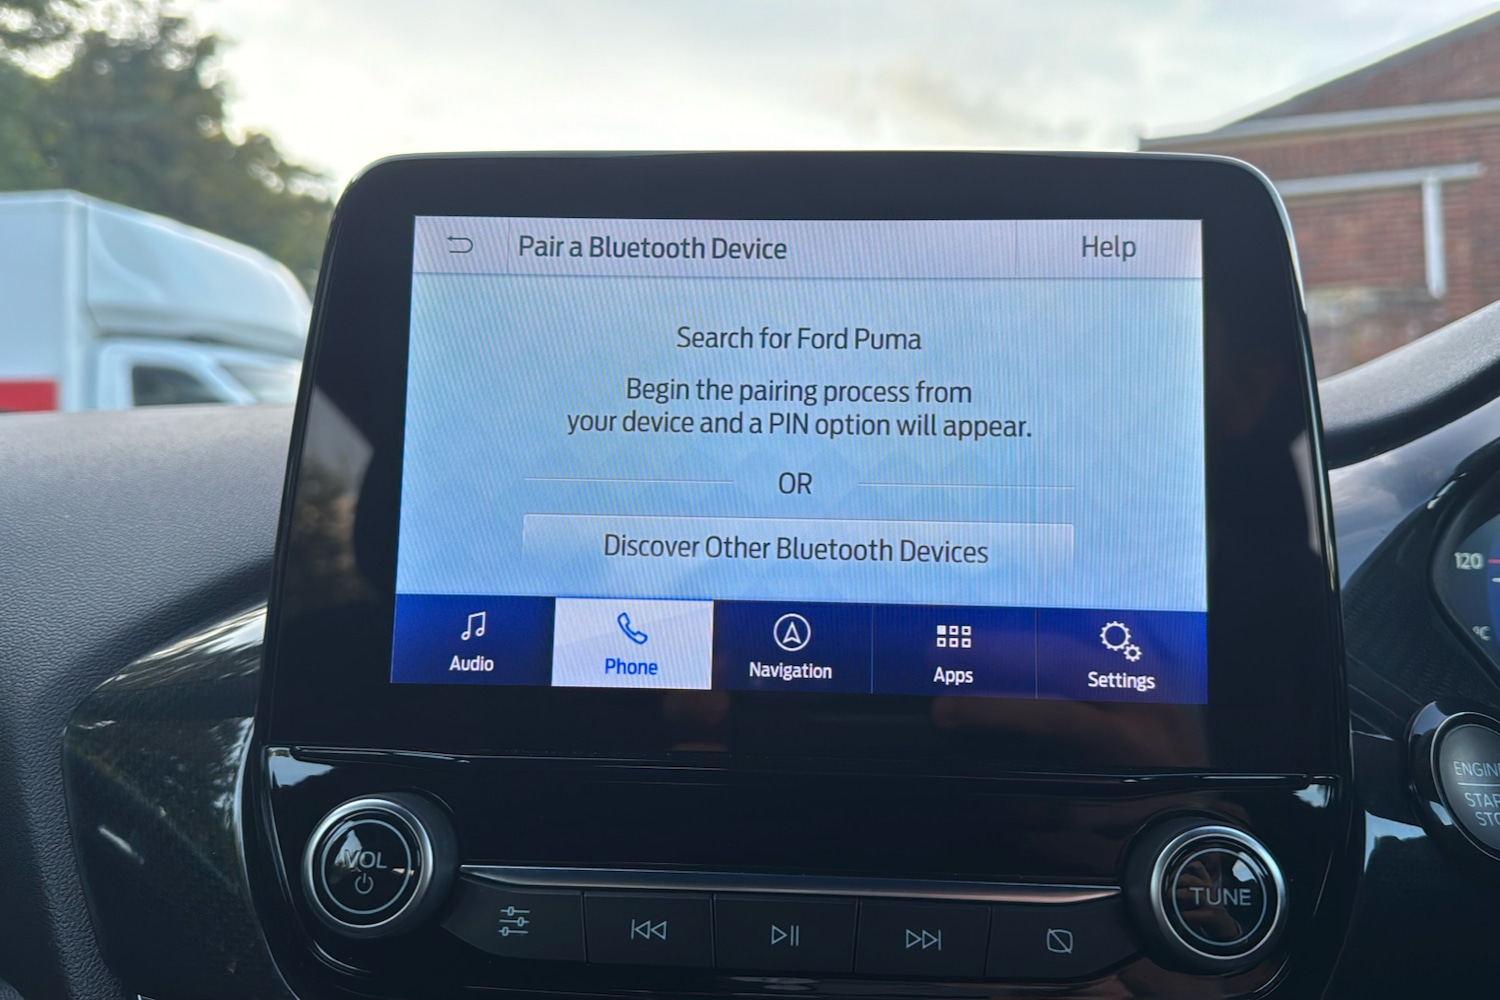 Pair a Bluetooth Device
Help
Search for Ford Puma
Begin the pairing process from
your device and a PIN option will appear.
OR
Discover Other Bluetooth Devices
Audio
Phone
Navigation
Apps
Settings
120
°C
VOL
TUNE